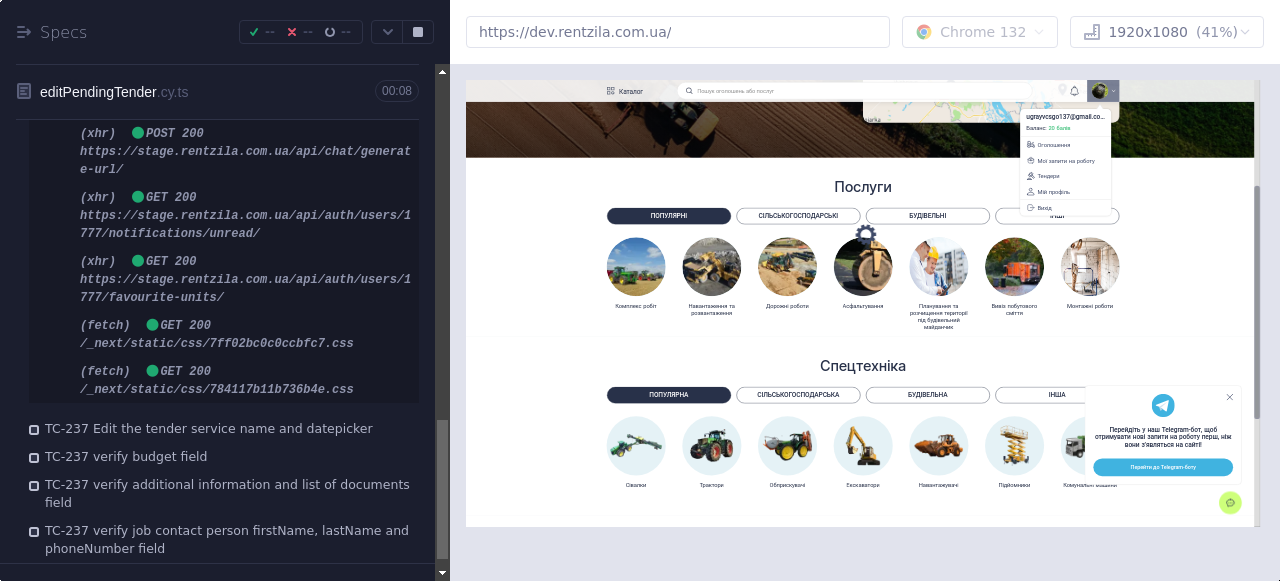 Specs
--
--
--
editPendingTender.cy.ts
00:08
(xhr) POST 200
https://stage.rentzila.com.ua/api/chat/generat
e-url/
(xhr) GET 200
https://stage.rentzila.com.ua/api/auth/users/1
777/notifications/unread/
(xhr) GET 200
https://stage.rentzila.com.ua/api/auth/users/1
777/favourite-units/
(fetch) GET 200
/_next/static/css/7ff02bc0c0ccbfc7.css
(fetch) GET 200
/_next/static/css/784117b11b736b4e.css
TC-237 Edit the tender service name and datepicker
TC-237 verify budget field
TC-237 verify additional information and list of documents
field
TC-237 verify job contact person firstName, lastName and
phoneNumber field
https://dev.rentzila.com.ua/
Chrome 132
1920x1080 (41%)
Каталог
Пошук оголошень або послуг
ugrayvcsgo137@gmail.co...
Баланс: 20 балів
Оголошення
Мої запити на роботу
Тендери
Мій профіль
Вихід
Послуги
ПОПУЛЯРНІ
СІЛЬСЬКОГОСПОДАРСЬКІ
БУДІВЕЛЬНІ
Комплекс робіт
Навантаження та
розвантаження.
Дорожні роботи
Асфальтування
Планування та
розчищення території
під будівельний
майданчик
Вивіз побутового
сміття
Монтажні роботи
Спецтехніка
ПОПУЛЯРНА
СІЛЬСЬКОГОСПОДАРСЬКА
БУДІВЕЛЬНА
ІНША
Сівалки
Трактори
Обприскувачі
Екскаватори
Навантажувачі
Підйомники
Комунальні машини
Перейдіть у наш Telegram-бот, щоб
отримувати нові запити на роботу перш, ніж
вони з'являться на сайті!
Перейти до Telegram-боту